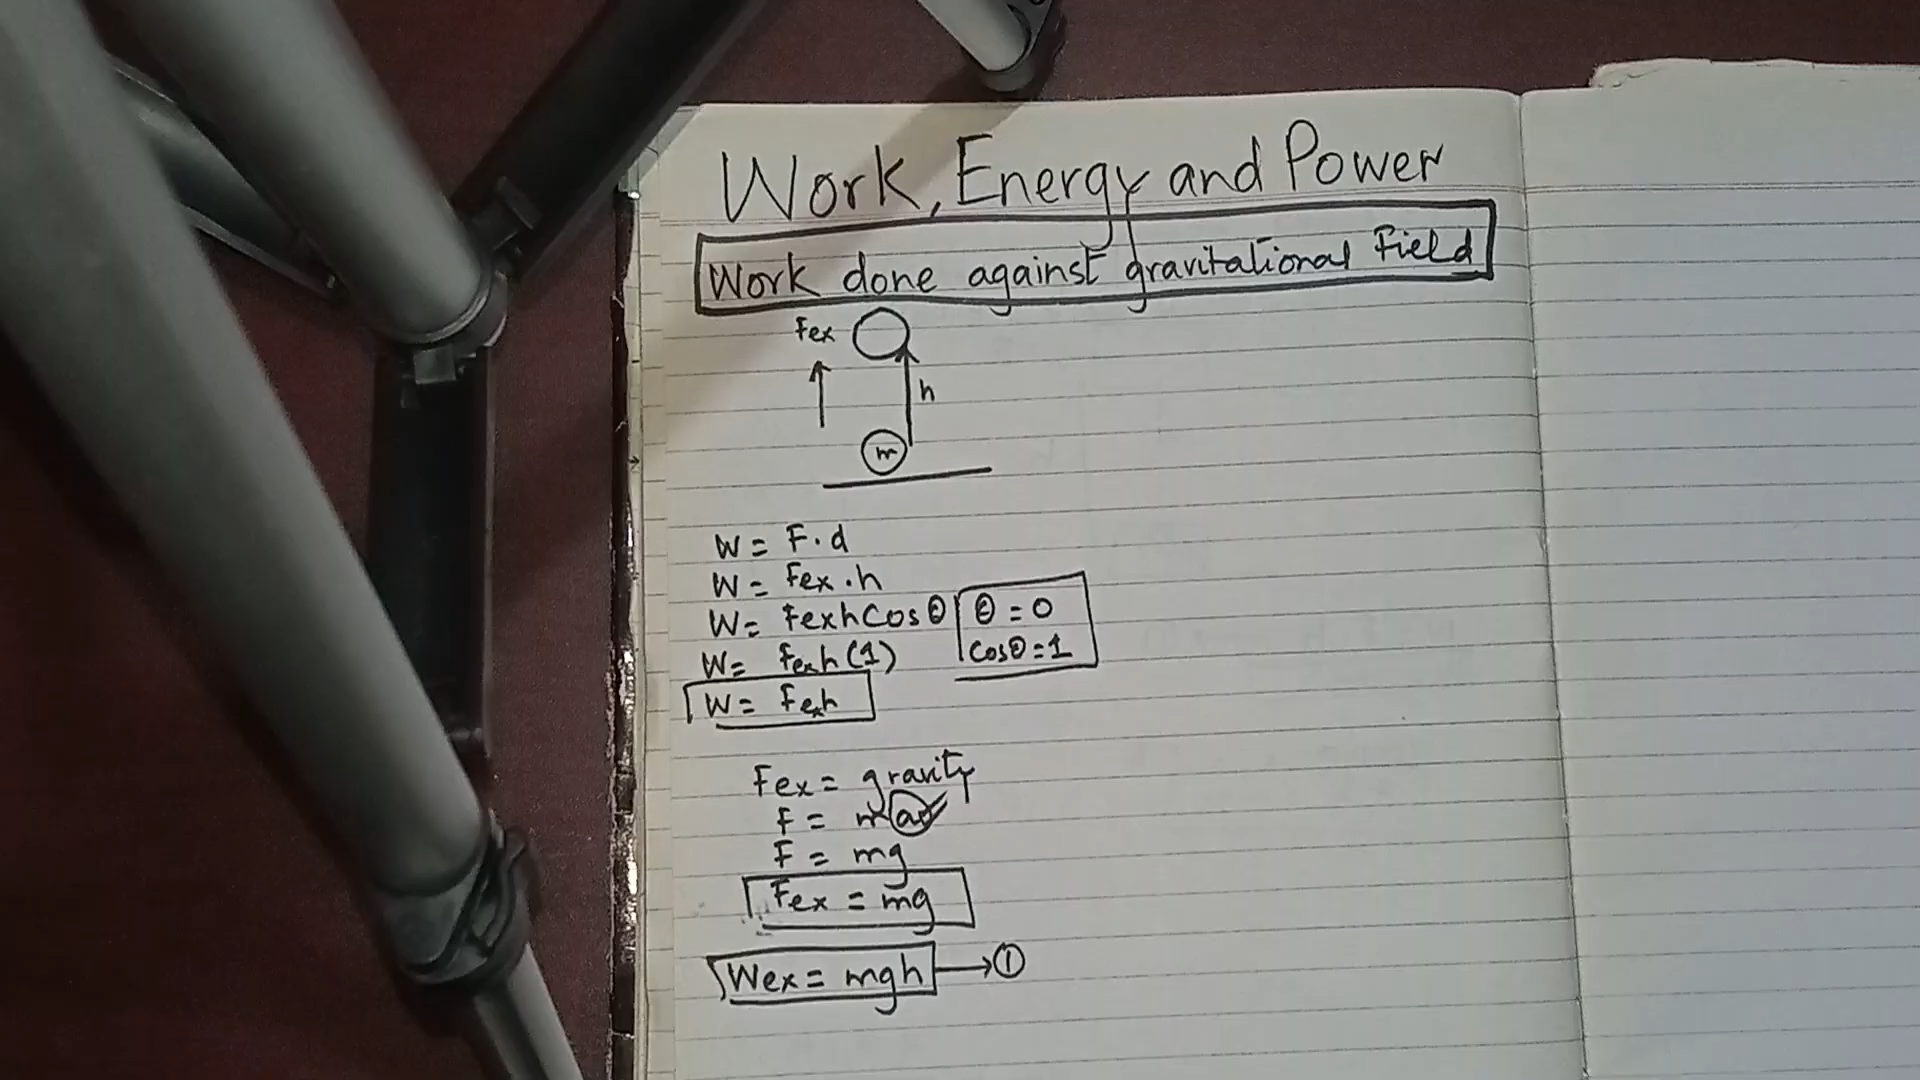 Work, Energy and Power
Work done against gravitational Field
Fex
h
m
W = F.d
W = Fex.h
W = FexhCosθ
θ = 0
Cosθ = 1
W = Fexh(1)
W = Fexh
Fex = gravity
F = ma
F = mg
Fex = mg
Wex = mgh → ①